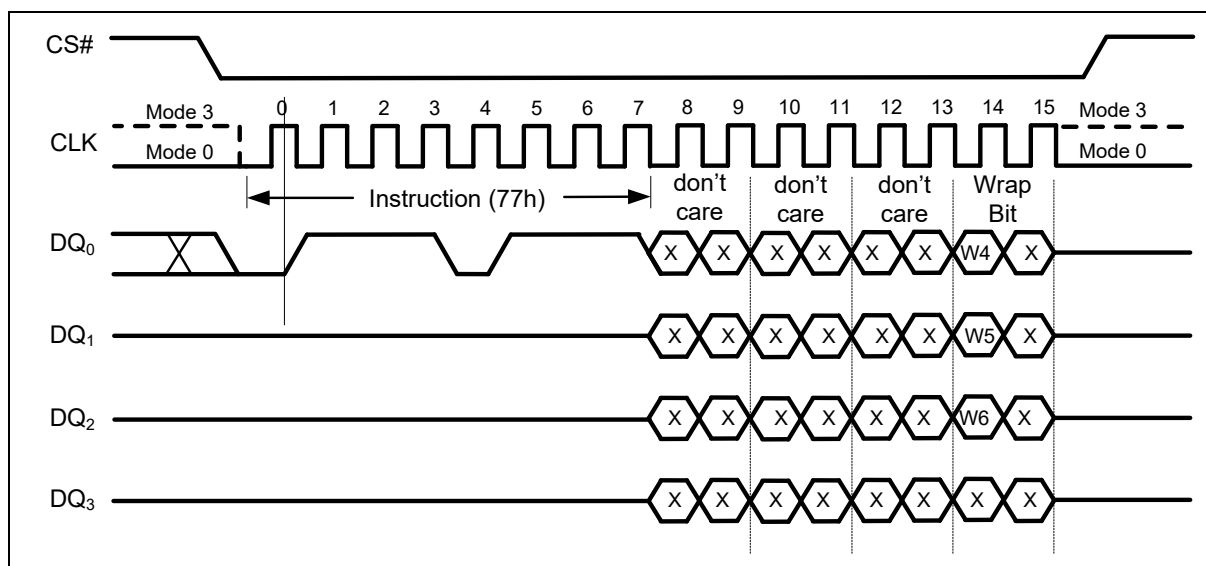 CS#
0 1 2 3 4 5 6 7 8 9 10 11 12 13 14 15
Mode 3 Mode 3
CLK
Mode 0 Mode 0
Instruction (77h)
don't don't don't Wrap
care care care Bit
DQ0 X X X X X X W4 X
DQ1 X X X X X X W5 X
DQ2 X X X X X X W6 X
DQ3 X X X X X X X X